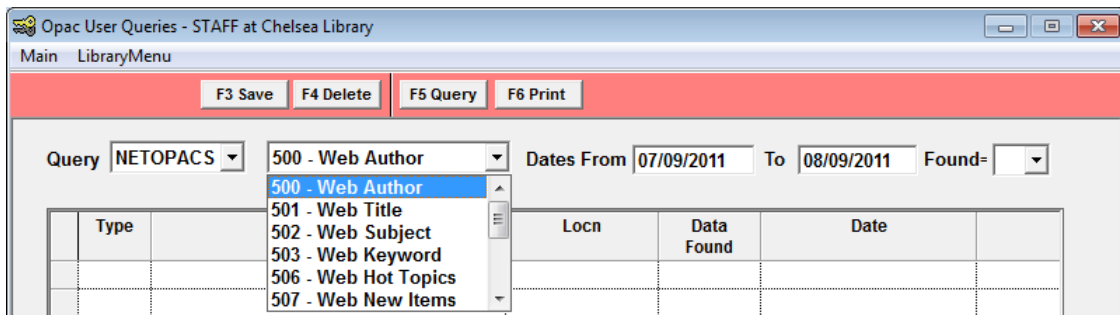 Opac User Queries - STAFF at Chelsea Library
Main LibraryMenu
F3 Save F4 Delete F5 Query F6 Print
Query NETOPACS 500 - Web Author Dates From 07/09/2011 To 08/09/2011 Found=
500 - Web Author
501 - Web Title
502 - Web Subject
503 - Web Keyword
506 - Web Hot Topics
507 - Web New Items
Type Locn Data Found Date